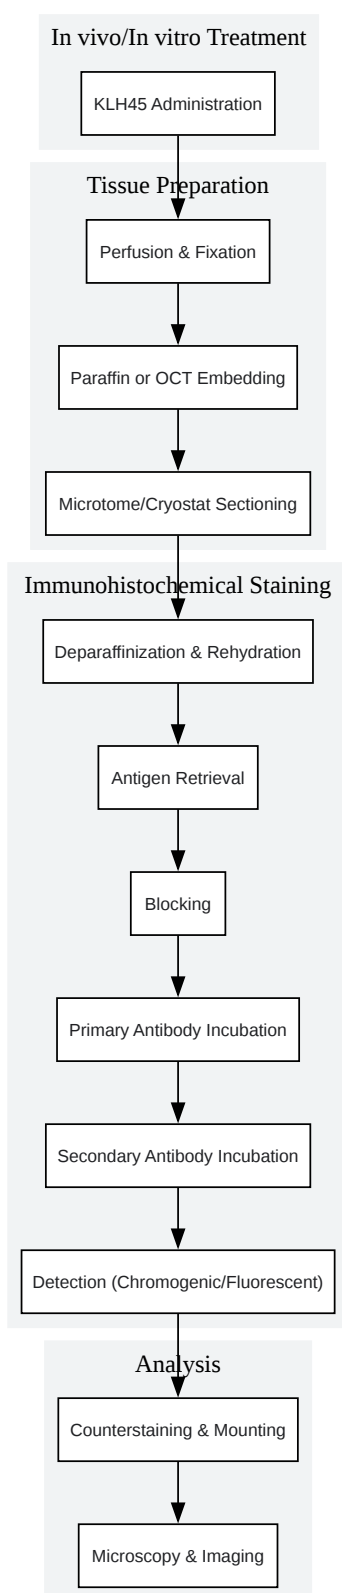 In vivo/In vitro Treatment
KLH45 Administration
Tissue Preparation
Perfusion & Fixation
Paraffin or OCT Embedding
Microtome/Cryostat Sectioning
Immunohistochemical Staining
Deparaffinization & Rehydration
Antigen Retrieval
Blocking
Primary Antibody Incubation
Secondary Antibody Incubation
Detection (Chromogenic/Fluorescent)
Analysis
Counterstaining & Mounting
Microscopy & Imaging